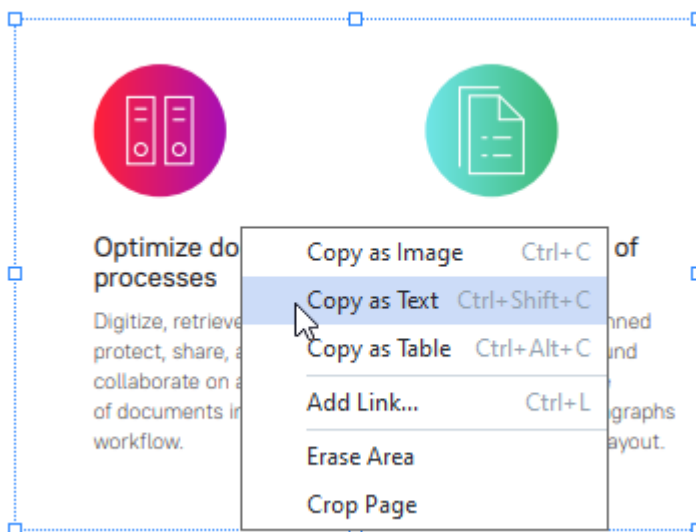 Optimize do
processes
Digitize, retrieve
protect, share, a
collaborate on a
of documents in
workflow.
of
nned
und
graphs
ayout.
Copy as Image Ctrl+C
Copy as Text Ctrl+Shift+C
Copy as Table Ctrl+Alt+C
Add Link... Ctrl+L
Erase Area
Crop Page